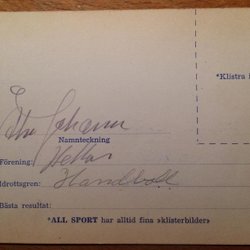 *Klistra
Namnteckning
Förening: Hellas
Idrottsgren: Handboll
Bästa resultat:
*ALL SPORT har alltid fina »klisterbilder»